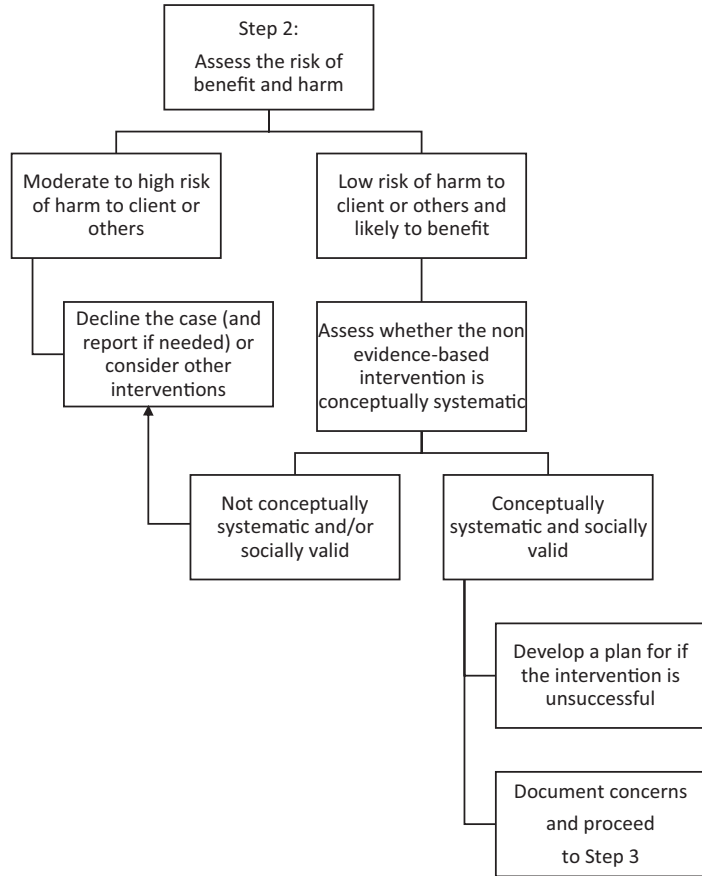 Step 2:
Assess the risk of
benefit and harm
Moderate to high risk
of harm to client or
others
Low risk of harm to
client or others and
likely to benefit
Decline the case (and
report if needed) or
consider other
interventions
Assess whether the non
evidence-based
intervention is
conceptually systematic
Not conceptually
systematic and/or
socially valid
Conceptually
systematic and socially
valid
Develop a plan for if
the intervention is
unsuccessful
Document concerns
and proceed
to Step 3